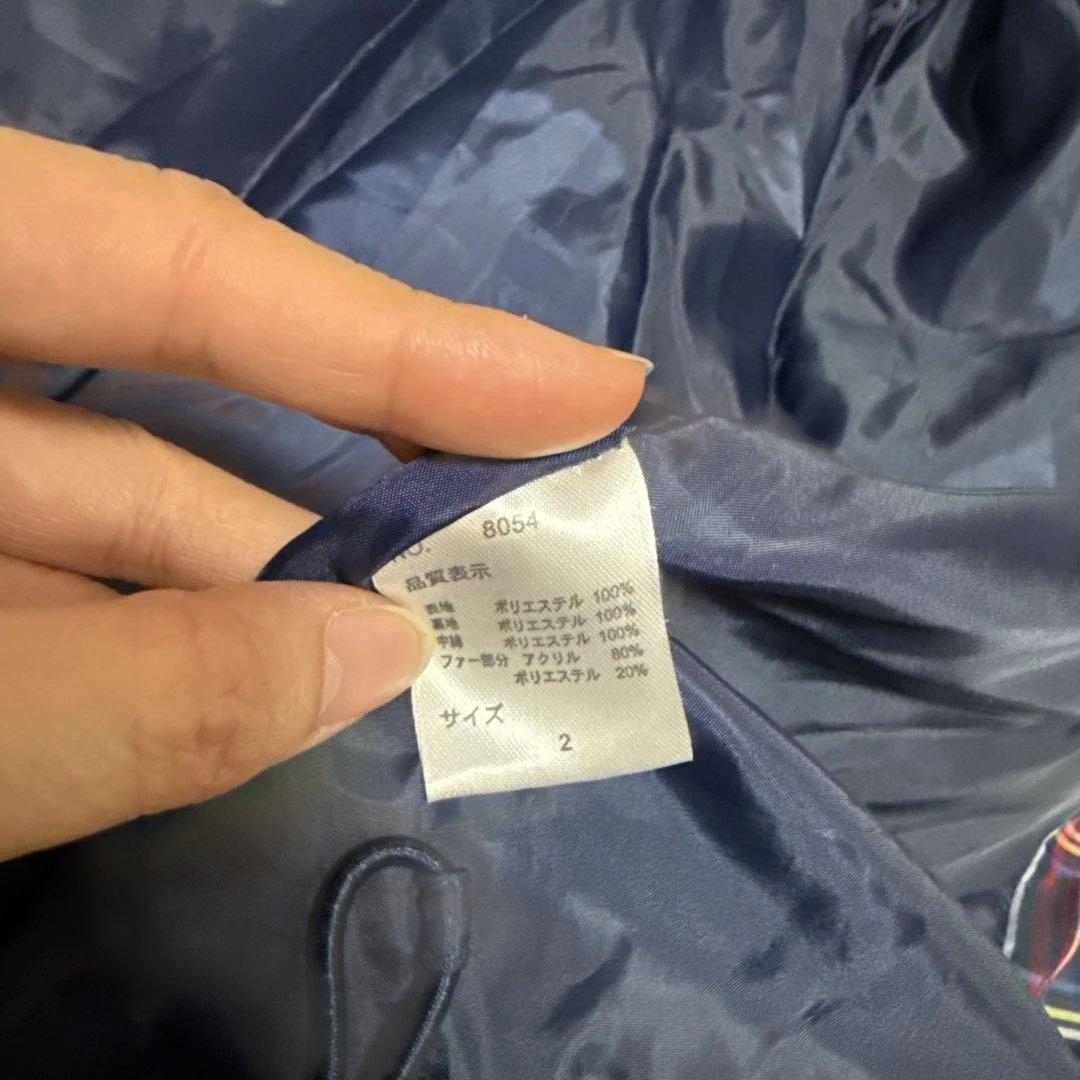 NO. 8054
品質表示
表地 ポリエステル 100%
裏地 ポリエステル 100%
中綿 ポリエステル 100%
ファー部分 アクリル 80%
ポリエステル 20%
サイズ
2